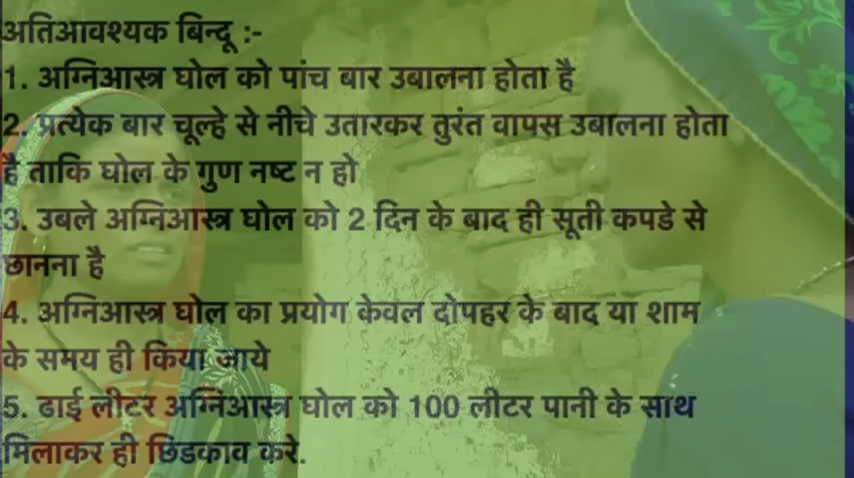 अतिआवश्यक बिन्दू :-
1. अग्निआस्त्र घोल को पांच बार उबालना होता है
2. प्रत्येक बार चूल्हे से नीचे उतारकर तुरंत वापस उबालना होता
है ताकि घोल के गुण नष्ट न हो
3. उबले अग्निआस्त्र घोल को 2 दिन के बाद ही सूती कपडे से
छानना है
4. अग्निआस्त्र घोल का प्रयोग केवल दोपहर के बाद या शाम
के समय ही किया जाये
5. ढाई लीटर अग्निआस्त्र घोल को 100 लीटर पानी के साथ
मिलाकर ही छिडकाव करे.